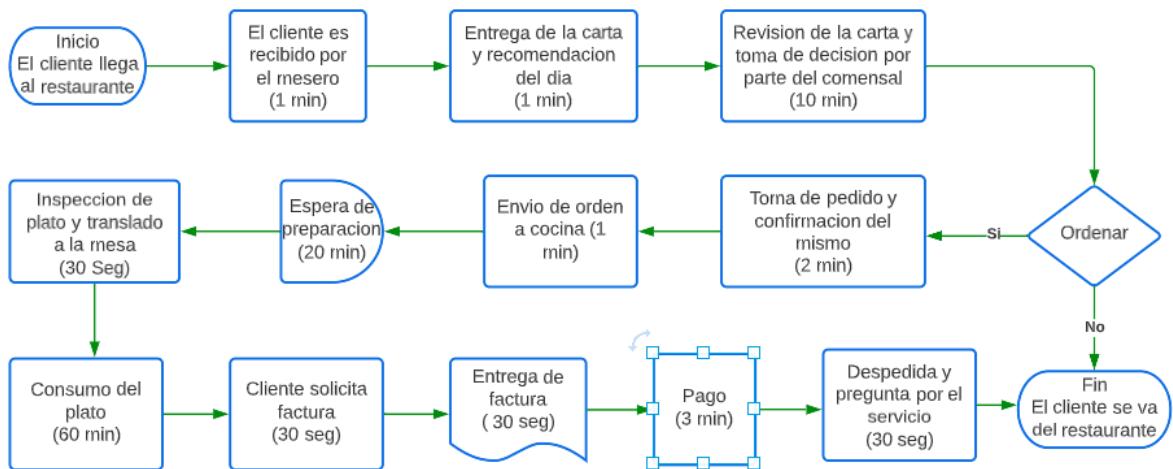 Inicio
El cliente llega
al restaurante
El cliente es
recibido por
el mesero
(1 min)
Entrega de la carta
y recomendacion
del dia
(1 min)
Revision de la carta y
toma de decision por
parte del comensal
(10 min)
Ordenar
Si
No
Toma de pedido y
confirmacion del
mismo
(2 min)
Envio de orden
a cocina (1
min)
Espera de
preparacion
(20 min)
Inspeccion de
plato y translado
a la mesa
(30 Seg)
Consumo del
plato
(60 min)
Cliente solicita
factura
(30 seg)
Entrega de
factura
( 30 seg)
Pago
(3 min)
Despedida y
pregunta por el
servicio
(30 seg)
Fin
El cliente se va
del restaurante